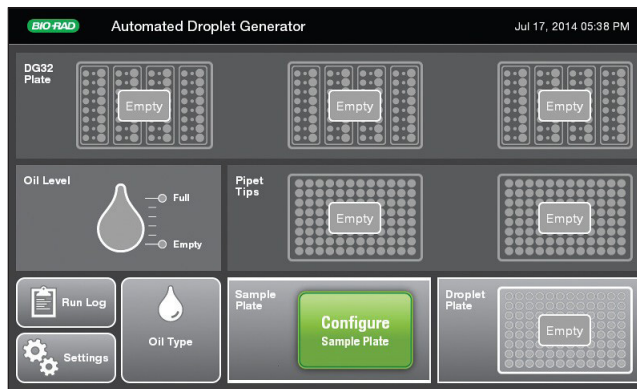 BIO-RAD Automated Droplet Generator Jul 17, 2014 05:38 PM
DG32
Plate
Empty Empty Empty
Oil Level
Full
Empty
Pipet
Tips
Empty Empty
Run Log
Settings
Oil Type
Sample
Plate
Configure
Sample Plate
Droplet
Plate
Empty